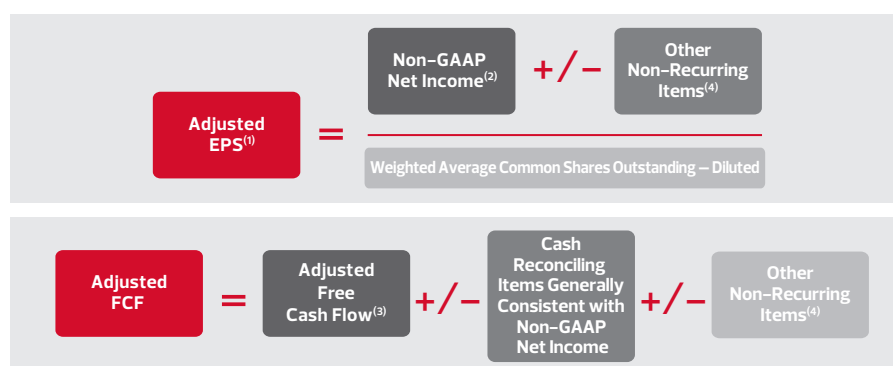 Adjusted
EPS(1)
=
Non-GAAP
Net Income(2)
+/-
Other
Non-Recurring
Items(4)
Weighted Average Common Shares Outstanding – Diluted
Adjusted
FCF
=
Adjusted
Free
Cash Flow(3)
+/-
Cash
Reconciling
Items Generally
Consistent with
Non-GAAP
Net Income
+/-
Other
Non-Recurring
Items(4)